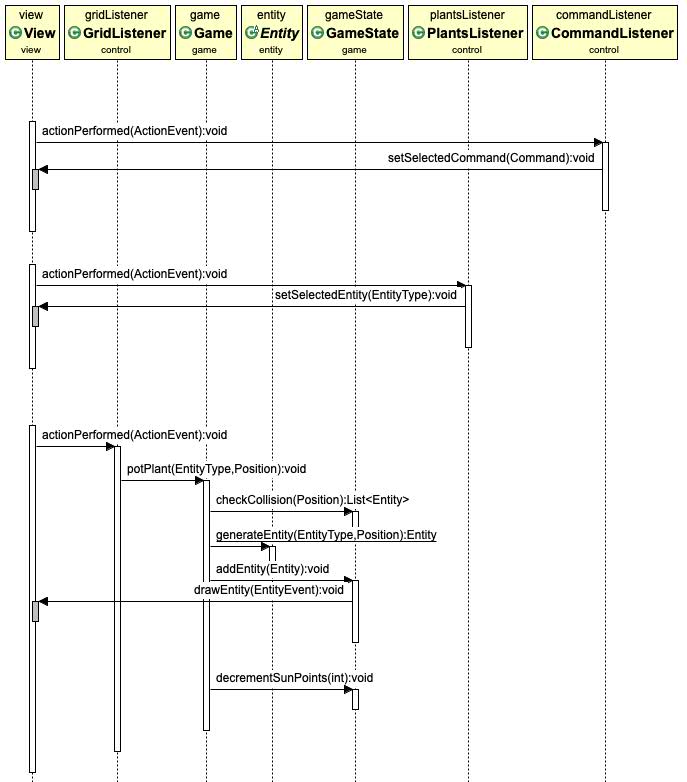 view
View
view
gridListener
GridListener
control
game
Game
game
entity
Entity
entity
gameState
GameState
game
plantsListener
PlantsListener
control
commandListener
CommandListener
control
actionPerformed(ActionEvent):void
setSelectedCommand(Command):void
actionPerformed(ActionEvent):void
setSelectedEntity(EntityType):void
actionPerformed(ActionEvent):void
potPlant(EntityType,Position):void
checkCollision(Position):List<Entity>
generateEntity(EntityType,Position):Entity
addEntity(Entity):void
drawEntity(EntityEvent):void
decrementSunPoints(int):void